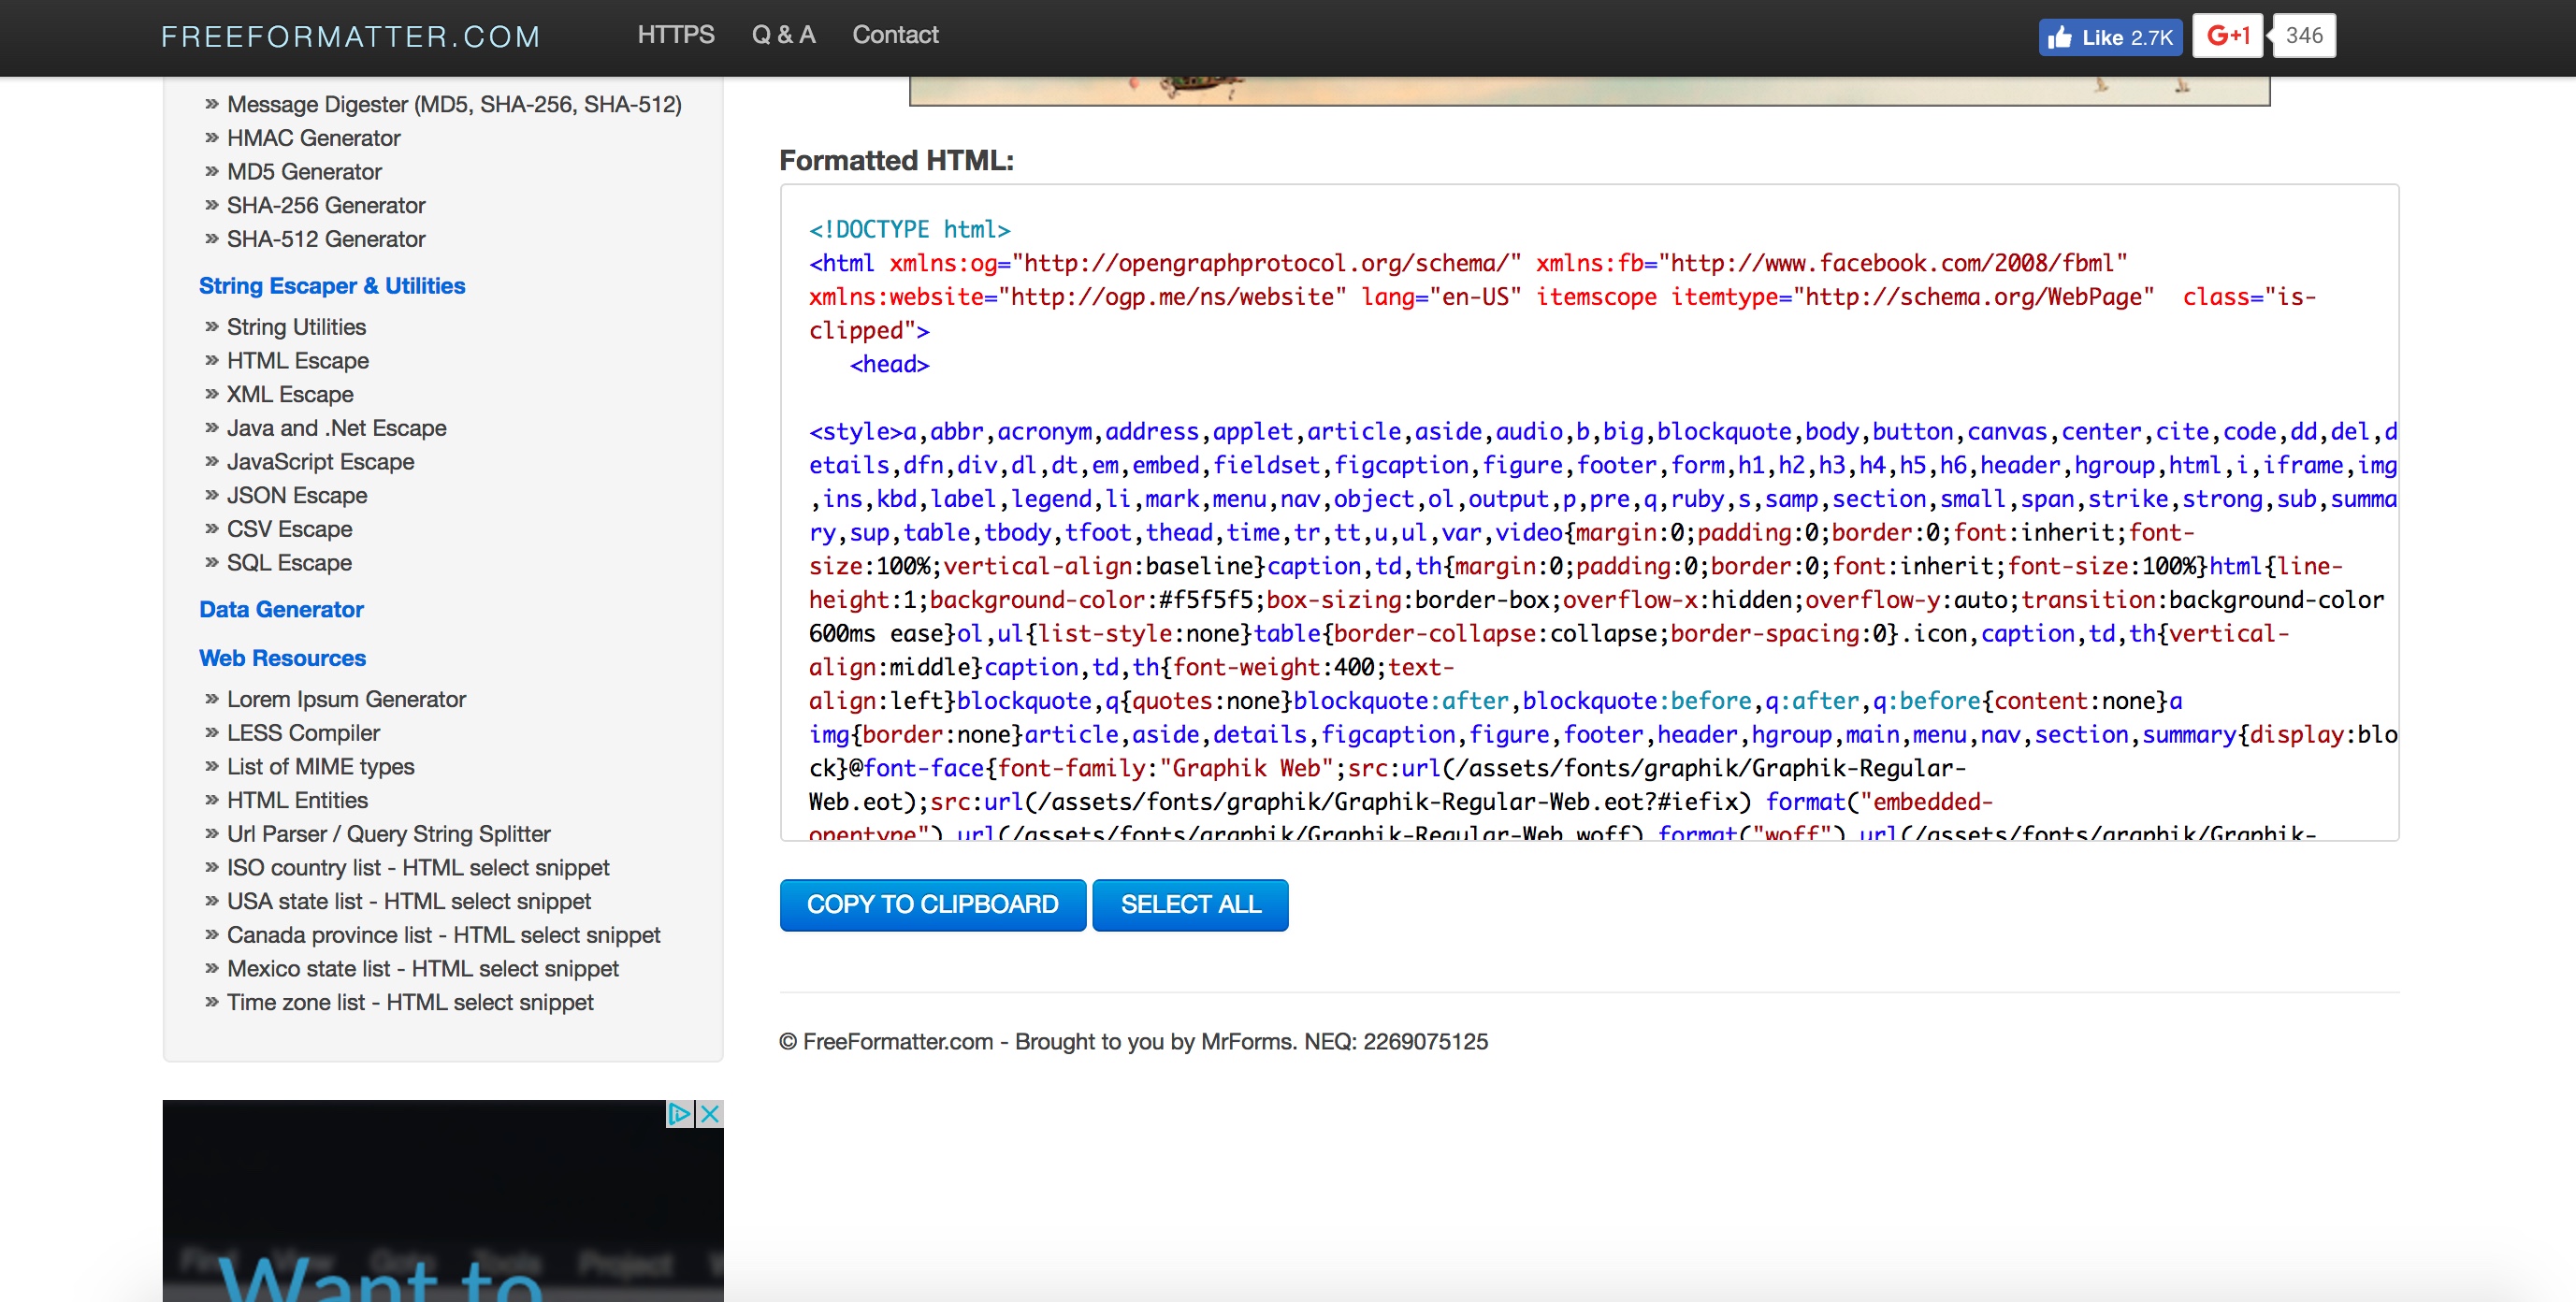 FREEFORMATTER.COM
HTTPS Q & A Contact
Like 2.7K
G+1 346
» Message Digester (MD5, SHA-256, SHA-512)
» HMAC Generator
» MD5 Generator
» SHA-256 Generator
» SHA-512 Generator
String Escaper & Utilities
» String Utilities
» HTML Escape
» XML Escape
» Java and .Net Escape
» JavaScript Escape
» JSON Escape
» CSV Escape
» SQL Escape
Data Generator
Web Resources
» Lorem Ipsum Generator
» LESS Compiler
» List of MIME types
» HTML Entities
» Url Parser / Query String Splitter
» ISO country list - HTML select snippet
» USA state list - HTML select snippet
» Canada province list - HTML select snippet
» Mexico state list - HTML select snippet
» Time zone list - HTML select snippet
Find View Goto Tools Project
Want to
Formatted HTML:
<!DOCTYPE html>
<html xmlns:og="http://opengraphprotocol.org/schema/" xmlns:fb="http://www.facebook.com/2008/fbml"
xmlns:website="http://ogp.me/ns/website" lang="en-US" itemscope itemtype="http://schema.org/WebPage"  class="is-
clipped">
<head>
<style>a,abbr,acronym,address,applet,article,aside,audio,b,big,blockquote,body,button,canvas,center,cite,code,dd,del,d
etails,dfn,div,dl,dt,em,embed,fieldset,figcaption,figure,footer,form,h1,h2,h3,h4,h5,h6,header,hgroup,html,i,iframe,img
,ins,kbd,label,legend,li,mark,menu,nav,object,ol,output,p,pre,q,ruby,s,samp,section,small,span,strike,strong,sub,summa
ry,sup,table,tbody,tfoot,thead,time,tr,tt,u,ul,var,video{margin:0;padding:0;border:0;font:inherit;font-
size:100%;vertical-align:baseline}caption,td,th{margin:0;padding:0;border:0;font:inherit;font-size:100%}html{line-
height:1;background-color:#f5f5f5;box-sizing:border-box;overflow-x:hidden;overflow-y:auto;transition:background-color
600ms ease}ol,ul{list-style:none}table{border-collapse:collapse;border-spacing:0}.icon,caption,td,th{vertical-
align:middle}caption,td,th{font-weight:400;text-
align:left}blockquote,q{quotes:none}blockquote:after,blockquote:before,q:after,q:before{content:none}a
img{border:none}article,aside,details,figcaption,figure,footer,header,hgroup,main,menu,nav,section,summary{display:blo
ck}@font-face{font-family:"Graphik Web";src:url(/assets/fonts/graphik/Graphik-Regular-
Web.eot);src:url(/assets/fonts/graphik/Graphik-Regular-Web.eot?#iefix) format("embedded-
opentype"),url(/assets/fonts/graphik/Graphik-Regular-Web.woff) format("woff"),url(/assets/fonts/graphik/Graphik-
COPY TO CLIPBOARD SELECT ALL
© FreeFormatter.com - Brought to you by MrForms. NEQ: 2269075125